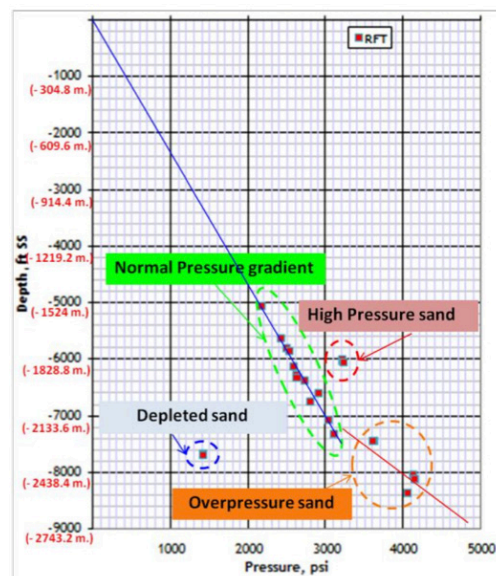 RFT
-1000
(- 304.8 m.)
-2000
(- 609.6 m.)
-3000
(- 914.4 m.)
-4000
(- 1219.2 m.)
Normal Pressure gradient
-5000
(- 1524 m.)
High Pressure sand
-6000
(- 1828.8 m.)
-7000
(- 2133.6 m.)
Depleted sand
-8000
(- 2438.4 m.)
Overpressure sand
-9000
(- 2743.2 m.)
0 1000 2000 3000 4000 5000
Pressure, psi
Depth, ft SS